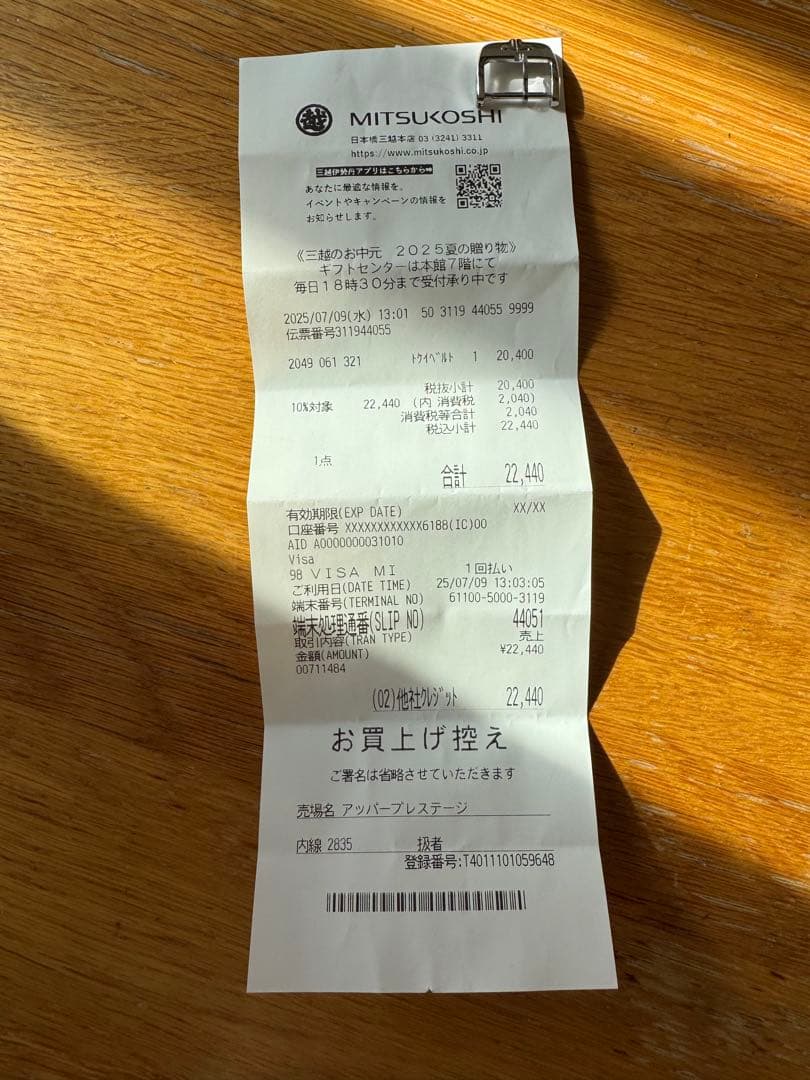 越 MITSUKOSHI
日本橋三越本店 03 (3241) 3311
https://www.mitsukoshi.co.jp
三越伊勢丹アプリはこちらから
あなたに最適な情報を。
イベントやキャンペーンの情報を
お知らせします。
《三越のお中元 2025夏の贈り物》
ギフトセンターは本館7階にて
毎日18時30分まで受付承り中です
2025/07/09(水) 13:01 50 3119 44055 9999
伝票番号311944055
2049 061 321 トケイベルト 1 20,400
税抜小計 20,400
10%対象 22,440 (内 消費税 2,040)
消費税等合計 2,040
税込小計 22,440
1点
合計 22,440
有効期限(EXP DATE) XX/XX
口座番号 XXXXXXXXXXXX6188(IC)00
AID A0000000031010
Visa
98 VISA MI 1回払い
ご利用日(DATE TIME) 25/07/09 13:03:05
端末番号(TERMINAL NO) 61100-5000-3119
端末処理通番(SLIP NO) 44051
取引内容(TRAN TYPE) 売上
金額(AMOUNT) ¥22,440
00711484
(02)他社クレジット 22,440
お買上げ控え
ご署名は省略させていただきます
売場名 アッパープレステージ
内線 2835 扱者
登録番号:T4011101059648